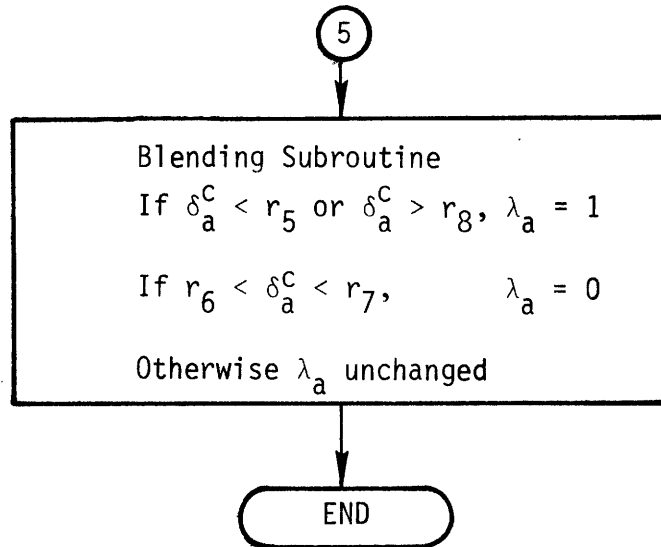 5
Blending Subroutine
If δ_a^c < r_5 or δ_a^c > r_8, λ_a = 1
If r_6 < δ_a^c < r_7, λ_a = 0
Otherwise λ_a unchanged
END